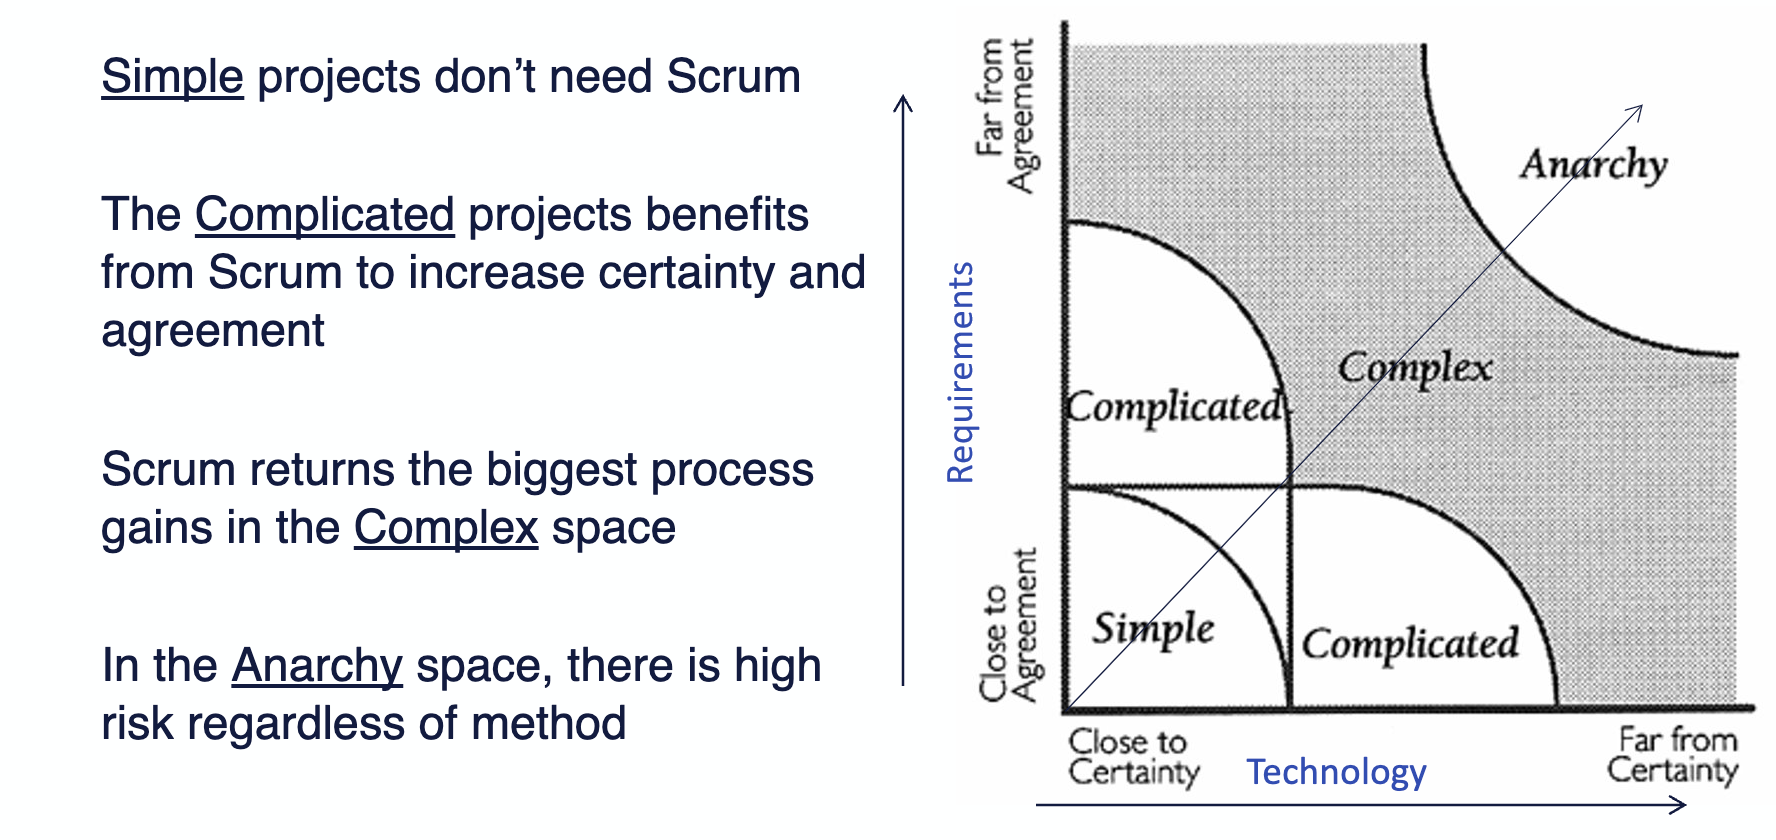 Simple projects don’t need Scrum
The Complicated projects benefits
from Scrum to increase certainty and
agreement
Scrum returns the biggest process
gains in the Complex space
In the Anarchy space, there is high
risk regardless of method
Far from
Agreement
Requirements
Close to
Agreement
Anarchy
Complex
Complicated
Simple
Complicated
Close to
Certainty
Technology
Far from
Certainty